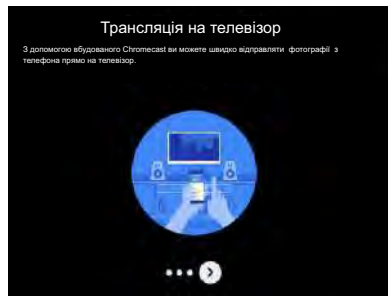 Трансляція на телевізор
З допомогою вбудованого Chromecast ви можете швидко відправляти фотографії з
телефона прямо на телевізор.